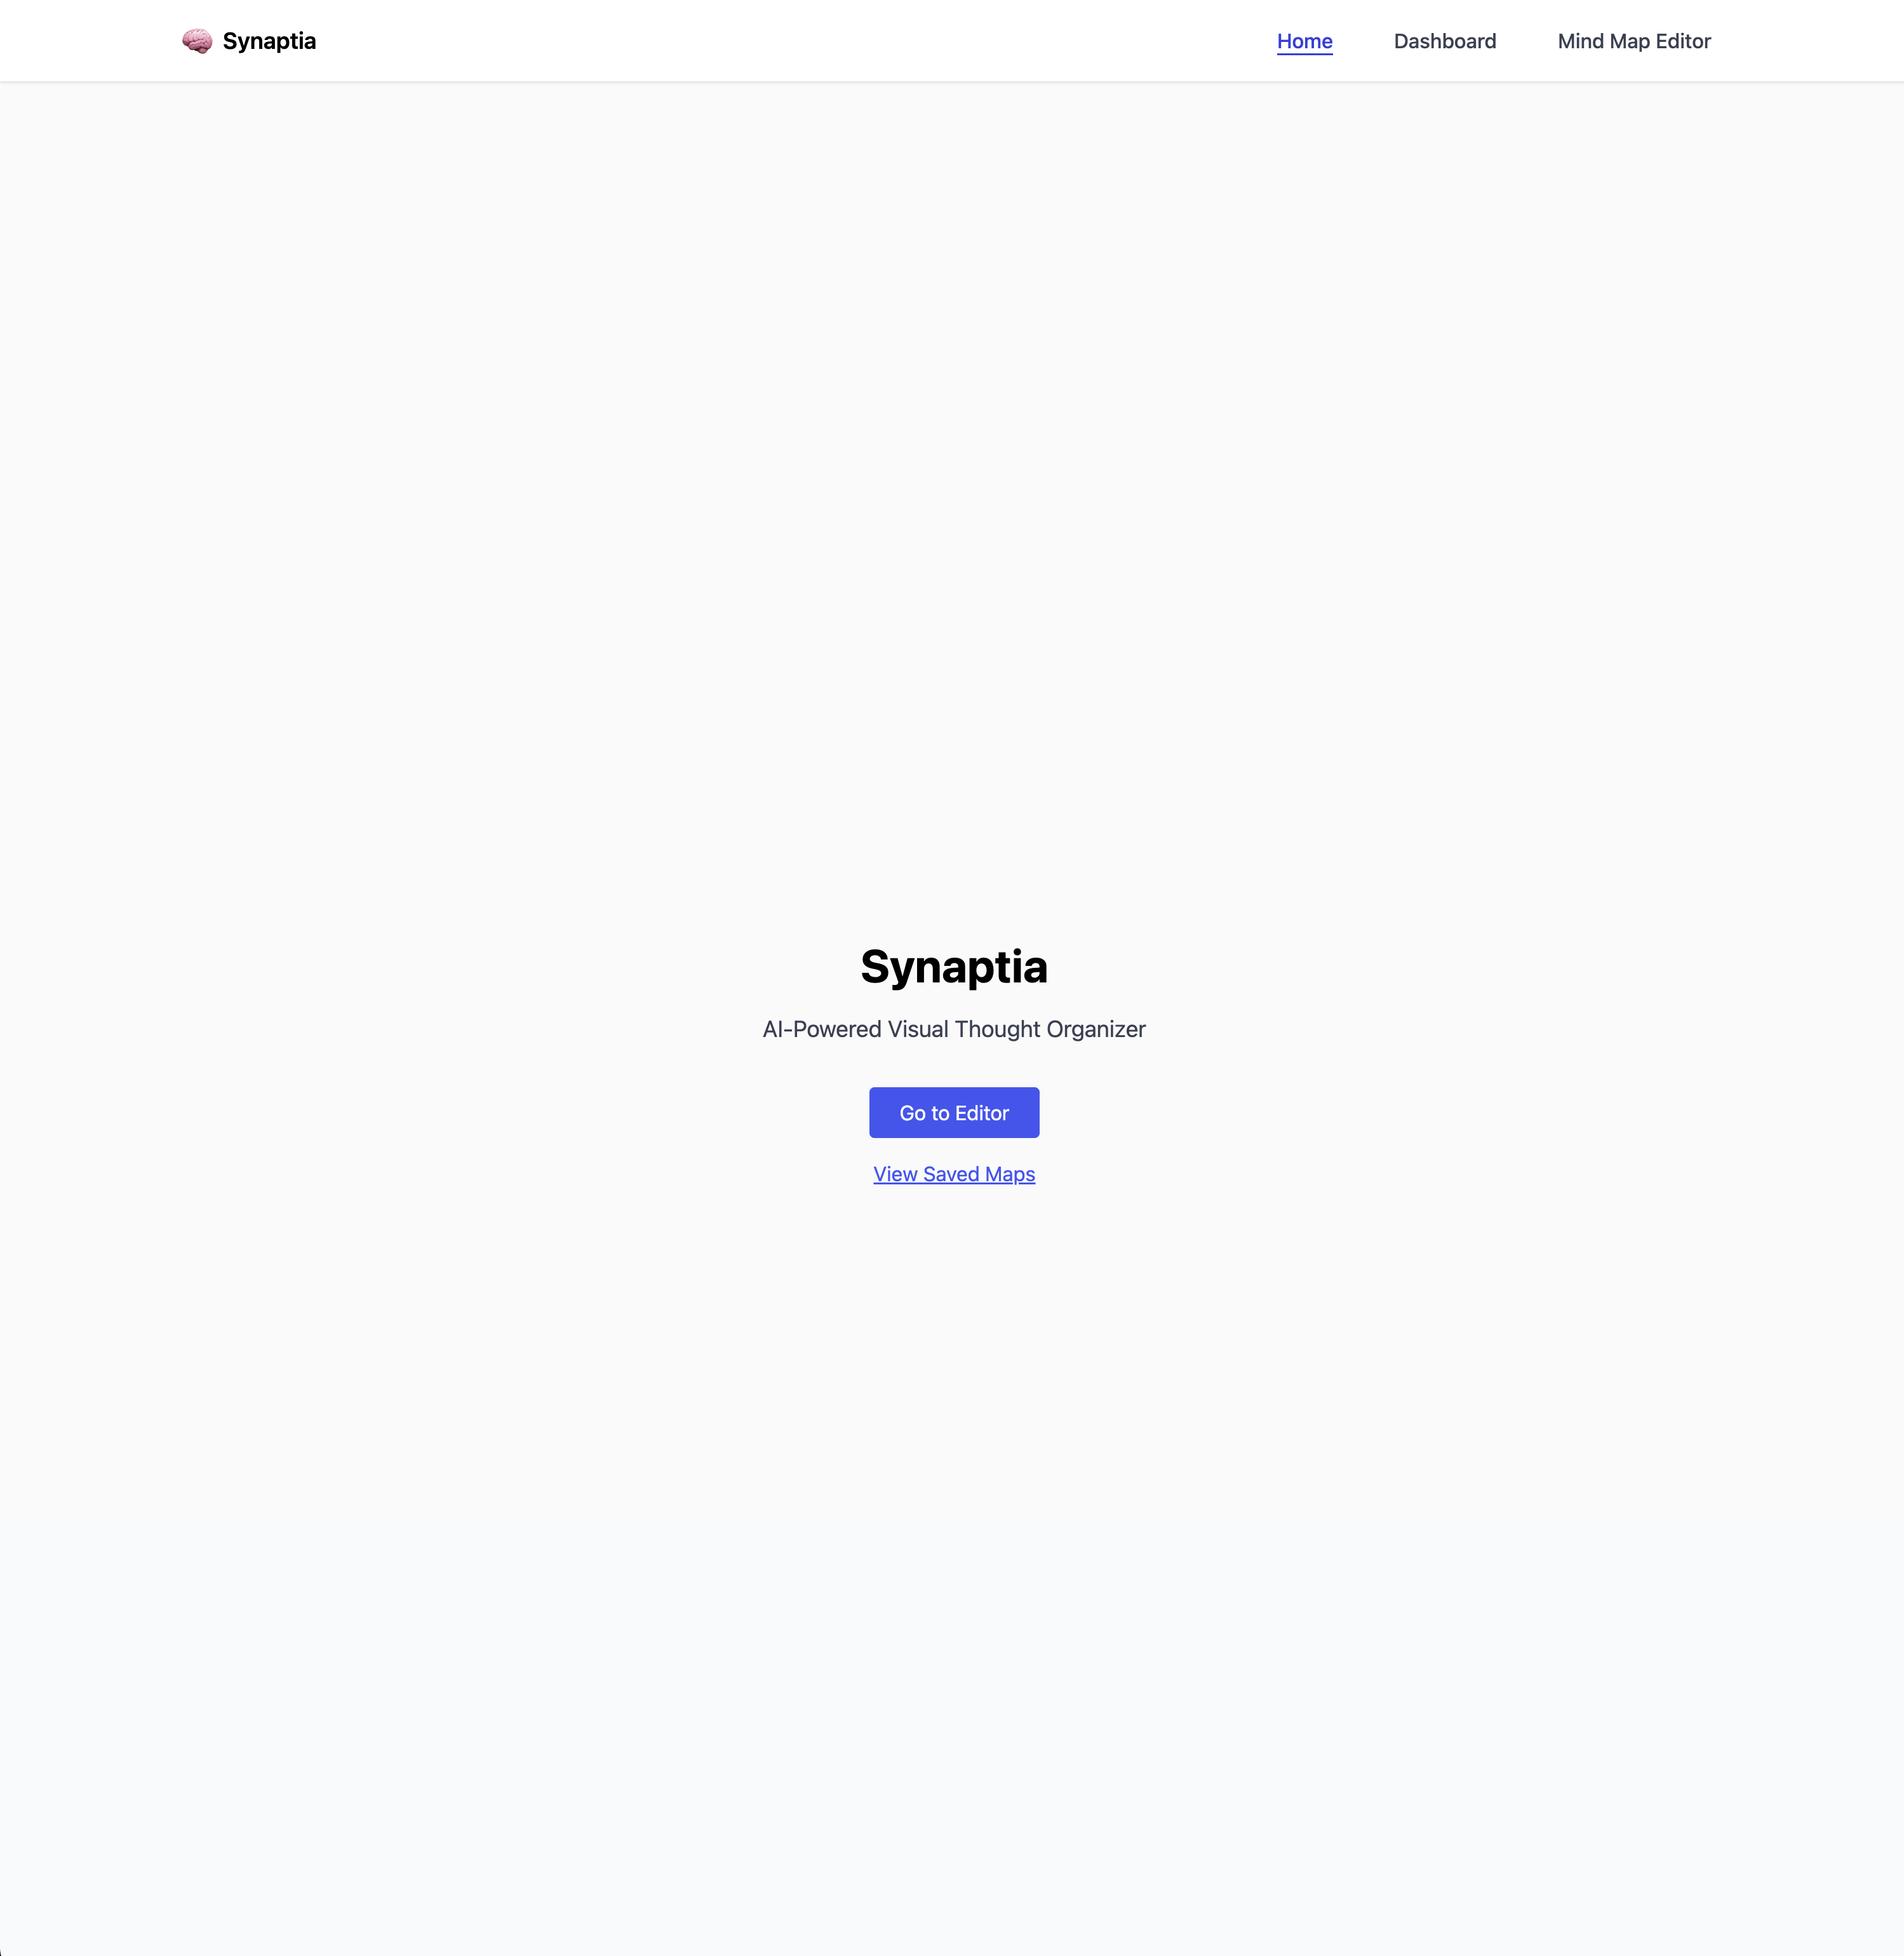 Synaptia
Home
Dashboard
Mind Map Editor
Synaptia
AI-Powered Visual Thought Organizer
Go to Editor
View Saved Maps